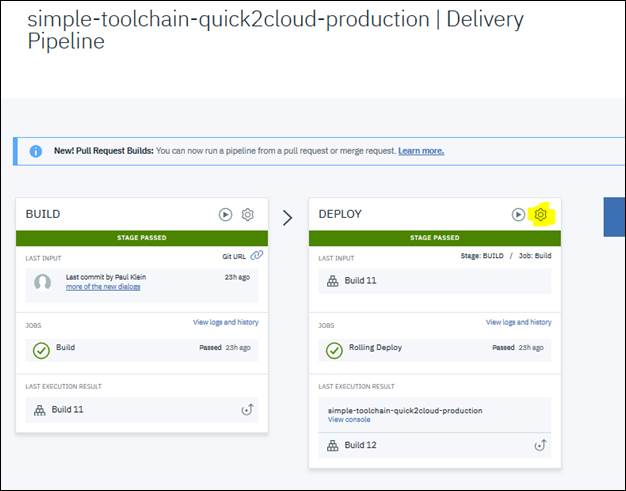 simple-toolchain-quick2cloud-production | Delivery
Pipeline
New! Pull Request Builds: You can now run a pipeline from a pull request or merge request. Learn more.
BUILD
STAGE PASSED
LAST INPUT Git URL
Last commit by Paul Klein 23h ago
more of the new dialogs
JOBS View logs and history
Build Passed 23h ago
LAST EXECUTION RESULT
Build 11
DEPLOY
STAGE PASSED
LAST INPUT Stage: BUILD / Job: Build
Build 11
JOBS View logs and history
Rolling Deploy Passed 23h ago
LAST EXECUTION RESULT
simple-toolchain-quick2cloud-production
View console
Build 12